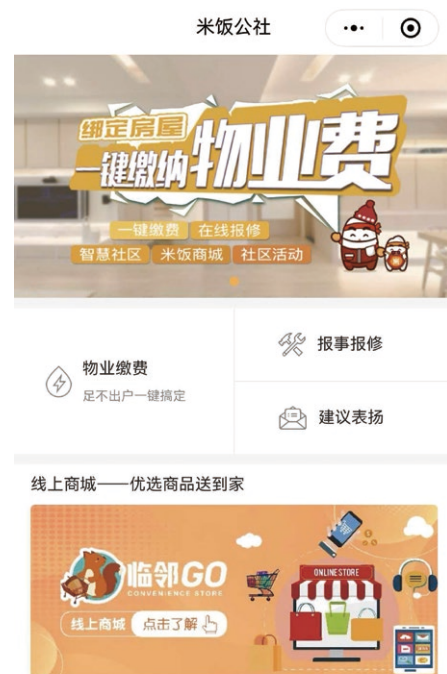 米饭公社
绑定房屋
一键缴纳物业费
一键缴费 在线报修
智慧社区 米饭商城 社区活动
物业缴费
足不出户一键搞定
报事报修
建议表扬
线上商城——优选商品送到家
临邻GO
CONVENIENCE STORE
线上商城 点击了解
ONLINE STORE